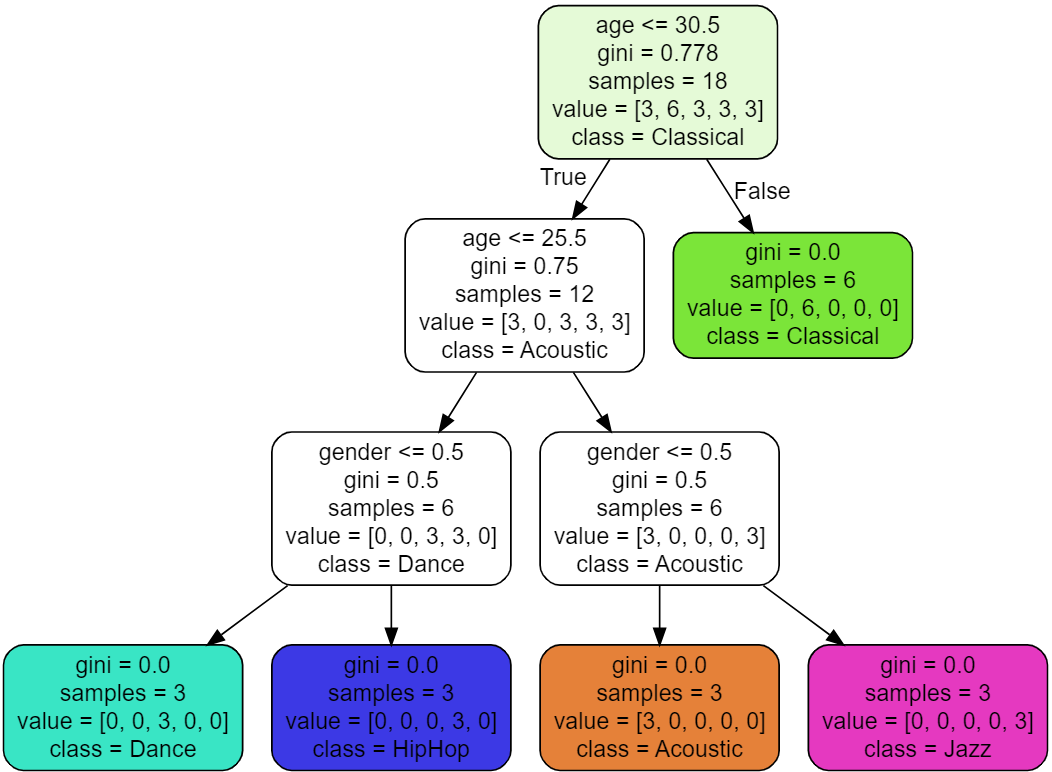 age <= 30.5
gini = 0.778
samples = 18
value = [3, 6, 3, 3, 3]
class = Classical
True
False
age <= 25.5
gini = 0.75
samples = 12
value = [3, 0, 3, 3, 3]
class = Acoustic
gini = 0.0
samples = 6
value = [0, 6, 0, 0, 0]
class = Classical
gender <= 0.5
gini = 0.5
samples = 6
value = [0, 0, 3, 3, 0]
class = Dance
gender <= 0.5
gini = 0.5
samples = 6
value = [3, 0, 0, 0, 3]
class = Acoustic
gini = 0.0
samples = 3
value = [0, 0, 3, 0, 0]
class = Dance
gini = 0.0
samples = 3
value = [0, 0, 0, 3, 0]
class = HipHop
gini = 0.0
samples = 3
value = [3, 0, 0, 0, 0]
class = Acoustic
gini = 0.0
samples = 3
value = [0, 0, 0, 0, 3]
class = Jazz